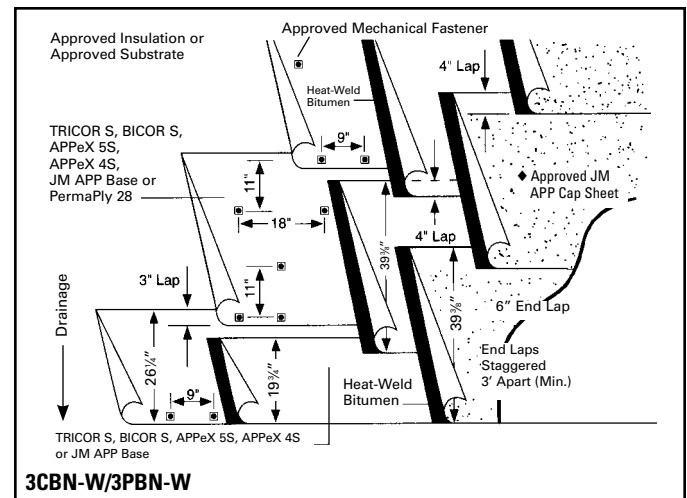 Approved Insulation or
Approved Substrate
Approved Mechanical Fastener
4" Lap
Heat-Weld
Bitumen
9"
TRICOR S, BICOR S,
APPeX 5S,
APPeX 4S,
JM APP Base or
PermaPly 28
11"
◆ Approved JM
APP Cap Sheet
18"
4" Lap
39⅜"
3" Lap
11"
39⅜"
6" End Lap
Drainage
26¼"
19¾"
End Laps
Staggered
3' Apart (Min.)
9"
Heat-Weld
Bitumen
TRICOR S, BICOR S, APPeX 5S, APPeX 4S
or JM APP Base
3CBN-W/3PBN-W